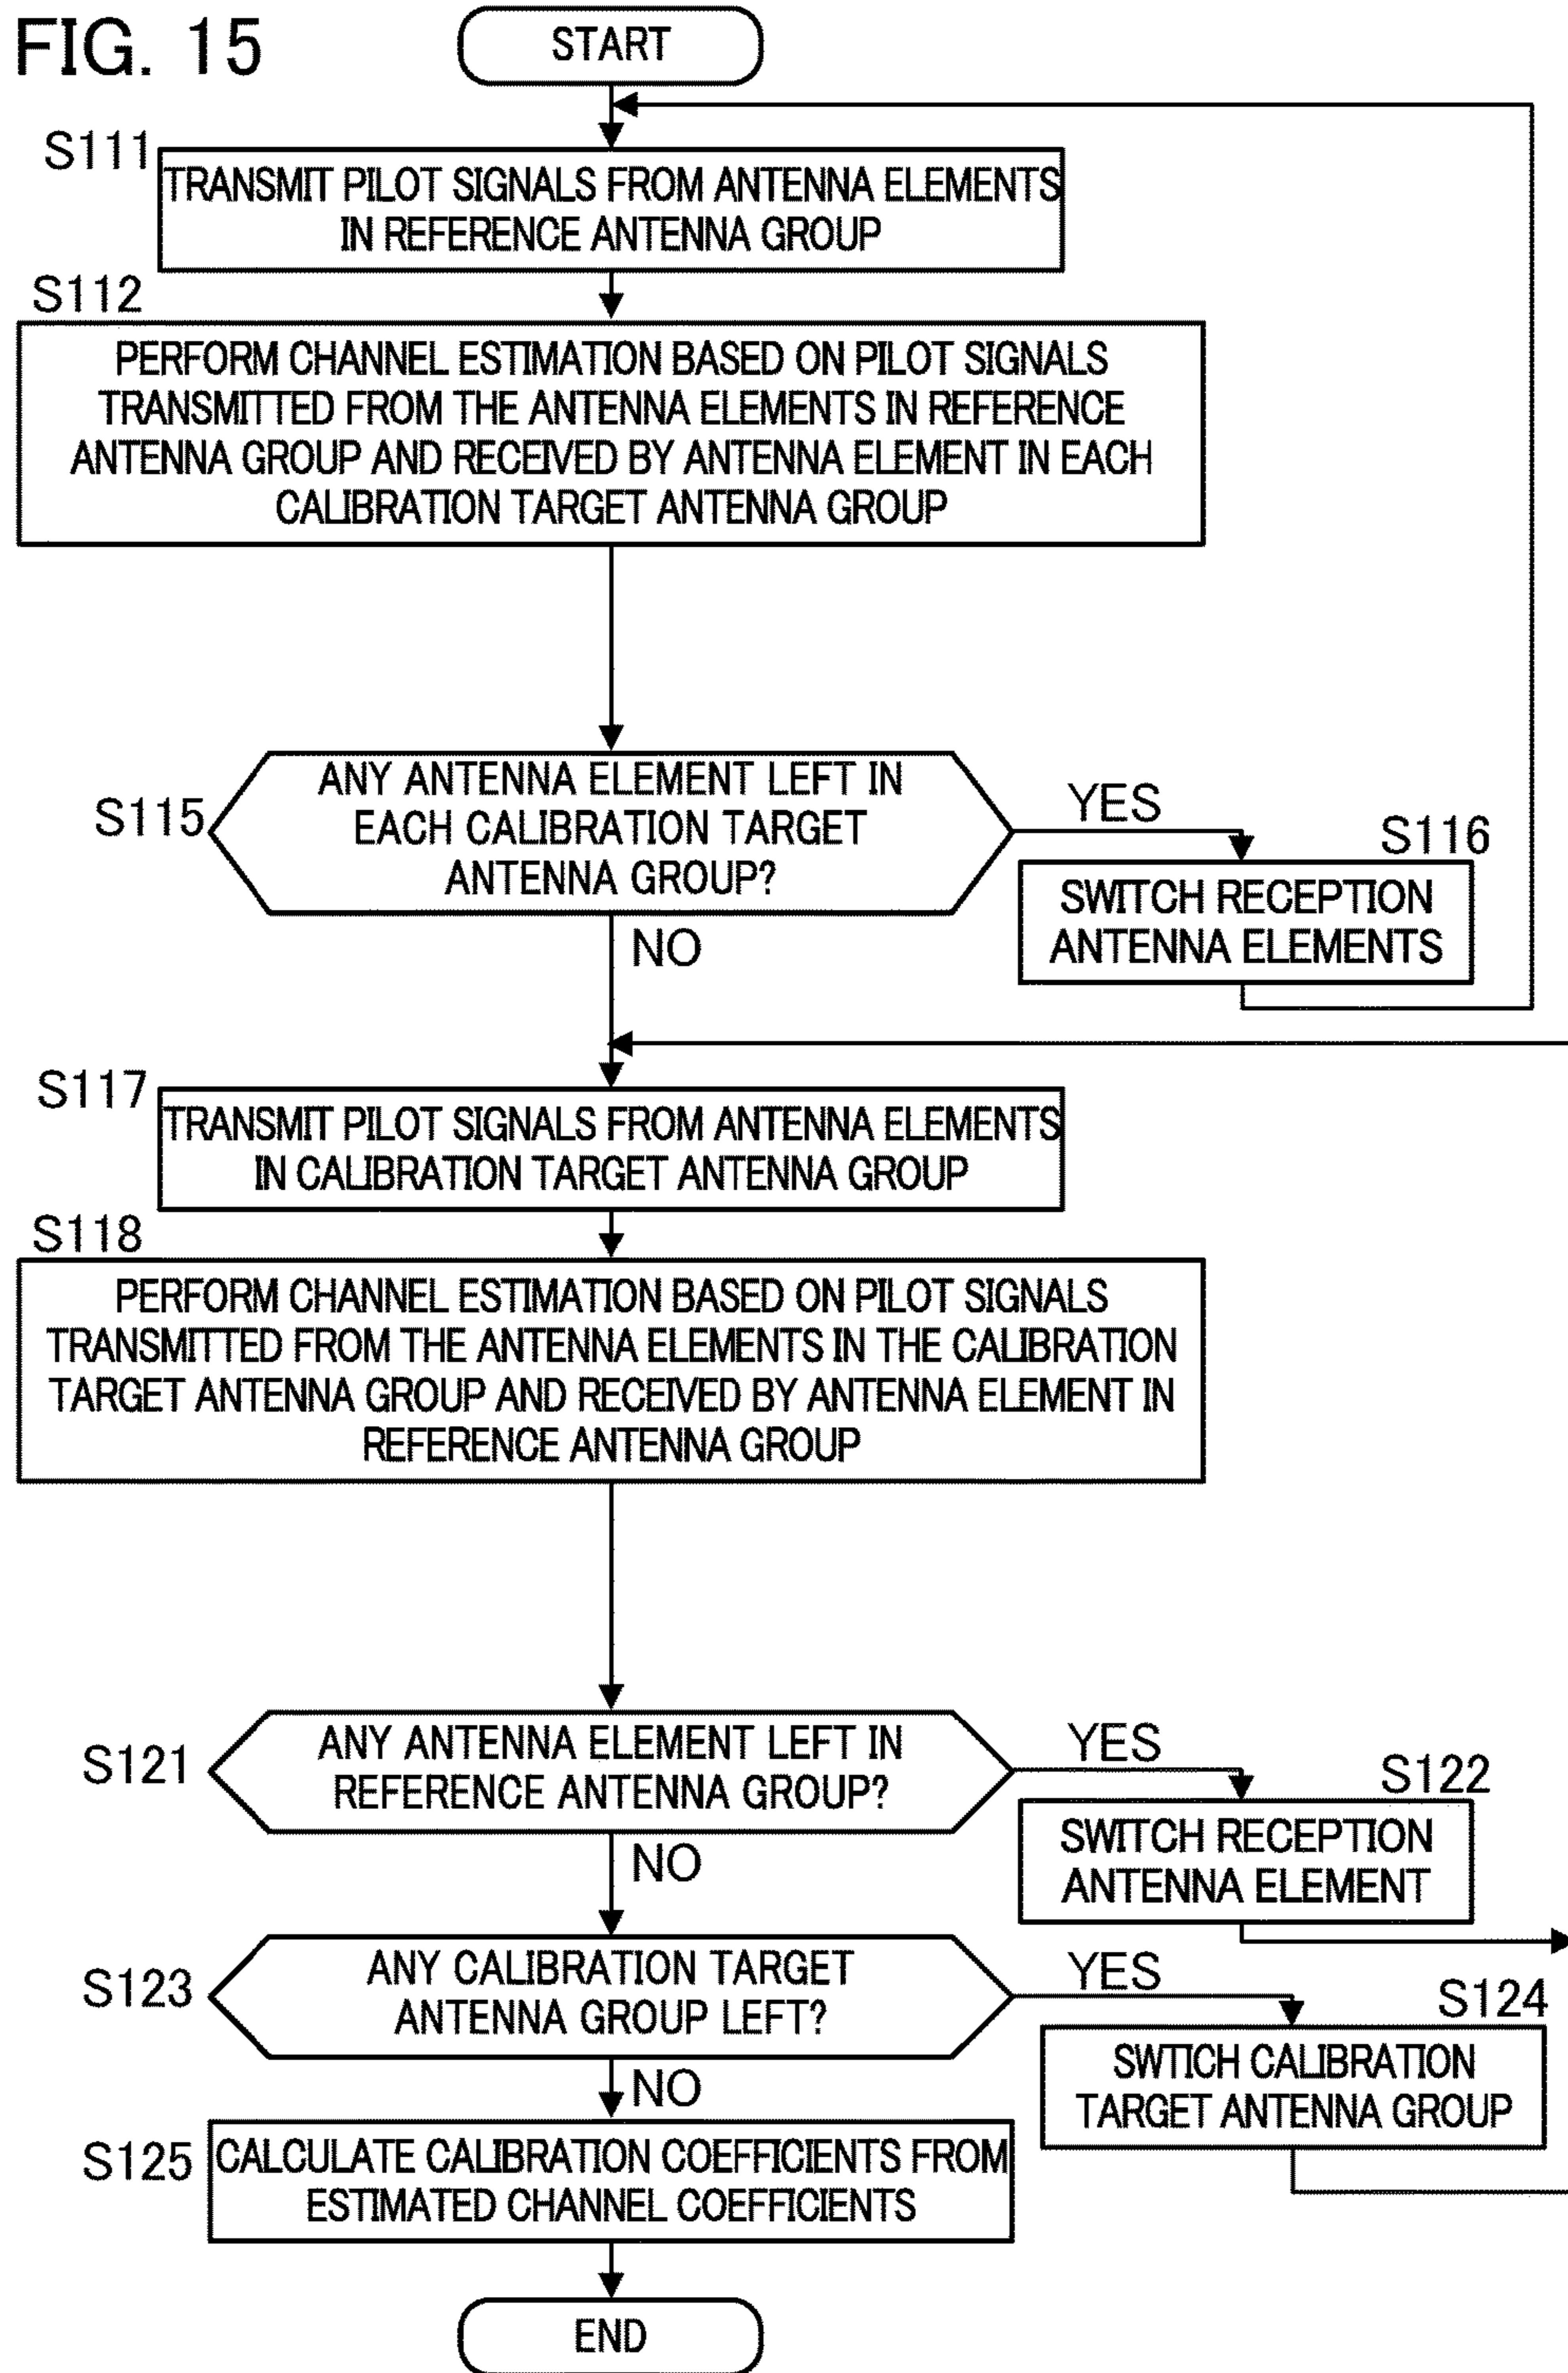 FIG. 15
START
S111
TRANSMIT PILOT SIGNALS FROM ANTENNA ELEMENTS
IN REFERENCE ANTENNA GROUP
S112
PERFORM CHANNEL ESTIMATION BASED ON PILOT SIGNALS
TRANSMITTED FROM THE ANTENNA ELEMENTS IN REFERENCE
ANTENNA GROUP AND RECEIVED BY ANTENNA ELEMENT IN EACH
CALIBRATION TARGET ANTENNA GROUP
S115
ANY ANTENNA ELEMENT LEFT IN
EACH CALIBRATION TARGET
ANTENNA GROUP?
YES
S116
SWITCH RECEPTION
ANTENNA ELEMENTS
NO
S117
TRANSMIT PILOT SIGNALS FROM ANTENNA ELEMENTS
IN CALIBRATION TARGET ANTENNA GROUP
S118
PERFORM CHANNEL ESTIMATION BASED ON PILOT SIGNALS
TRANSMITTED FROM THE ANTENNA ELEMENTS IN THE CALIBRATION
TARGET ANTENNA GROUP AND RECEIVED BY ANTENNA ELEMENT IN
REFERENCE ANTENNA GROUP
S121
ANY ANTENNA ELEMENT LEFT IN
REFERENCE ANTENNA GROUP?
YES
S122
SWITCH RECEPTION
ANTENNA ELEMENT
NO
S123
ANY CALIBRATION TARGET
ANTENNA GROUP LEFT?
YES
S124
SWTICH CALIBRATION
TARGET ANTENNA GROUP
NO
S125
CALCULATE CALIBRATION COEFFICIENTS FROM
ESTIMATED CHANNEL COEFFICIENTS
END